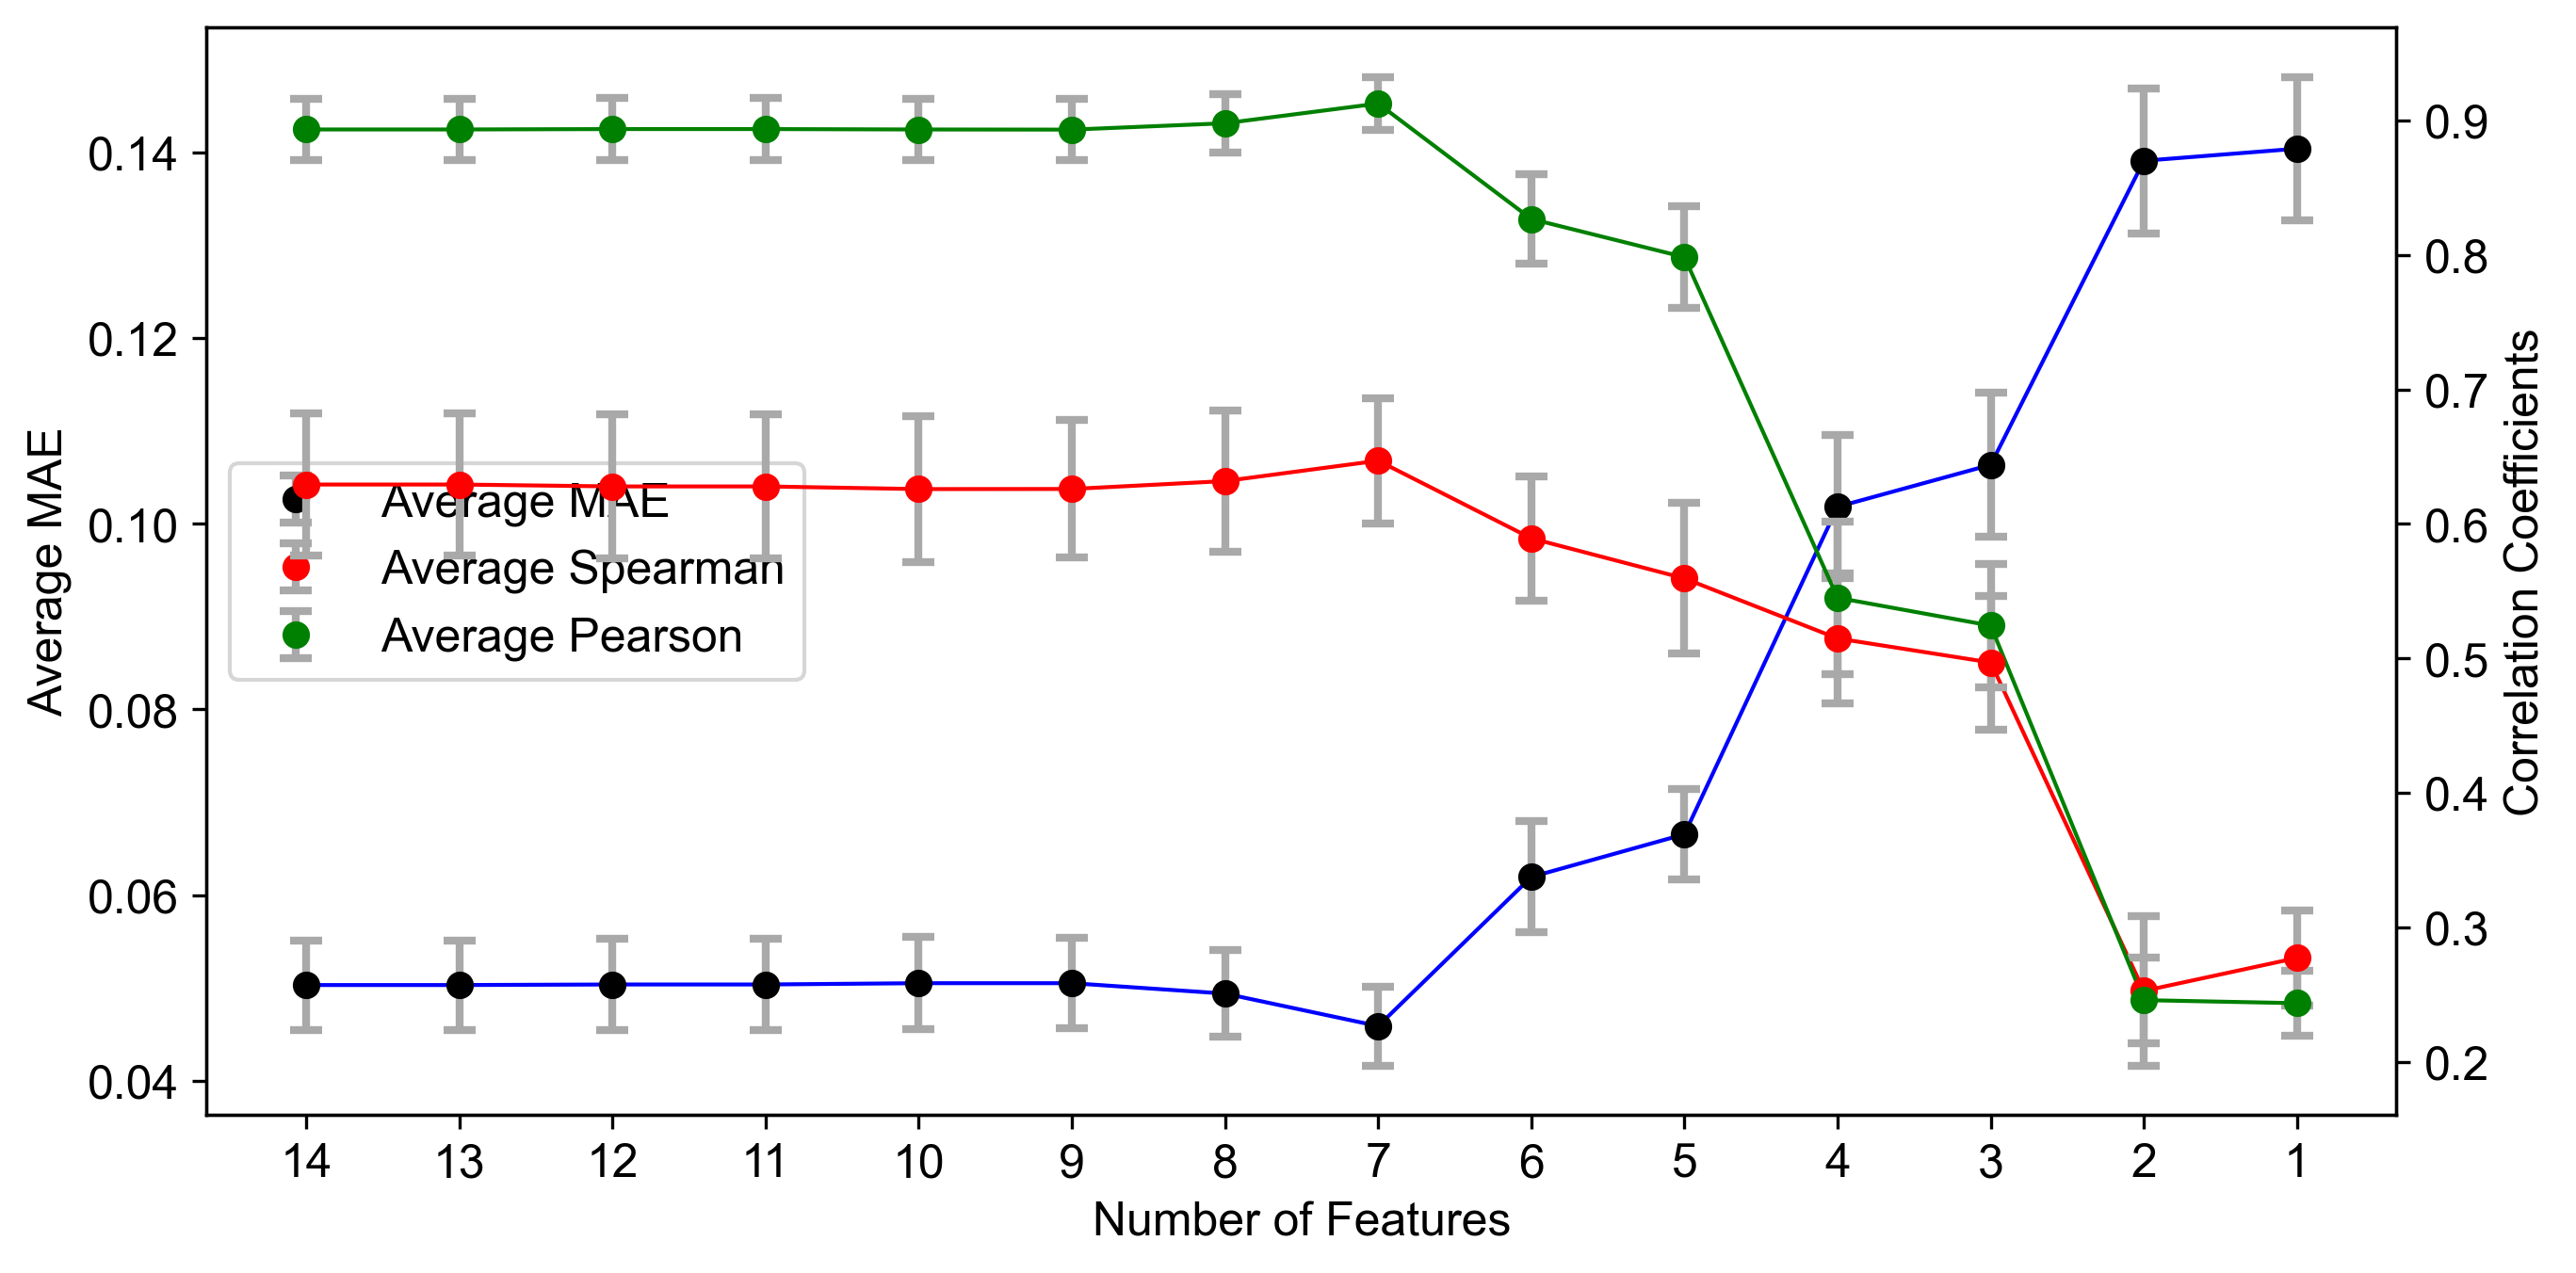 0.14
0.12
0.10
0.08
0.06
0.04
Average MAE
Average MAE
Average Spearman
Average Pearson
0.9
0.8
0.7
0.6
0.5
0.4
0.3
0.2
Correlation Coefficients
14 13 12 11 10 9 8 7 6 5 4 3 2 1
Number of Features